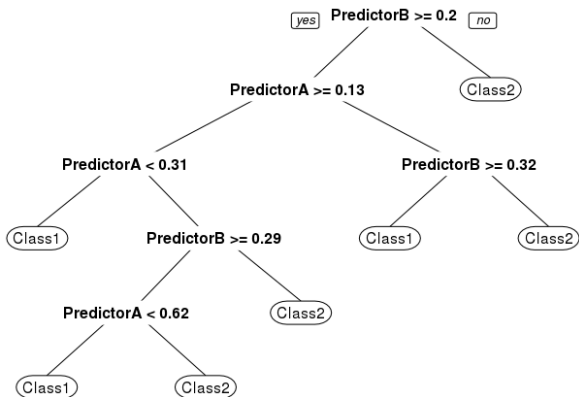 yes PredictorB >= 0.2 no
PredictorA >= 0.13 Class2
PredictorA < 0.31 PredictorB >= 0.32
Class1 PredictorB >= 0.29 Class1 Class2
PredictorA < 0.62 Class2
Class1 Class2